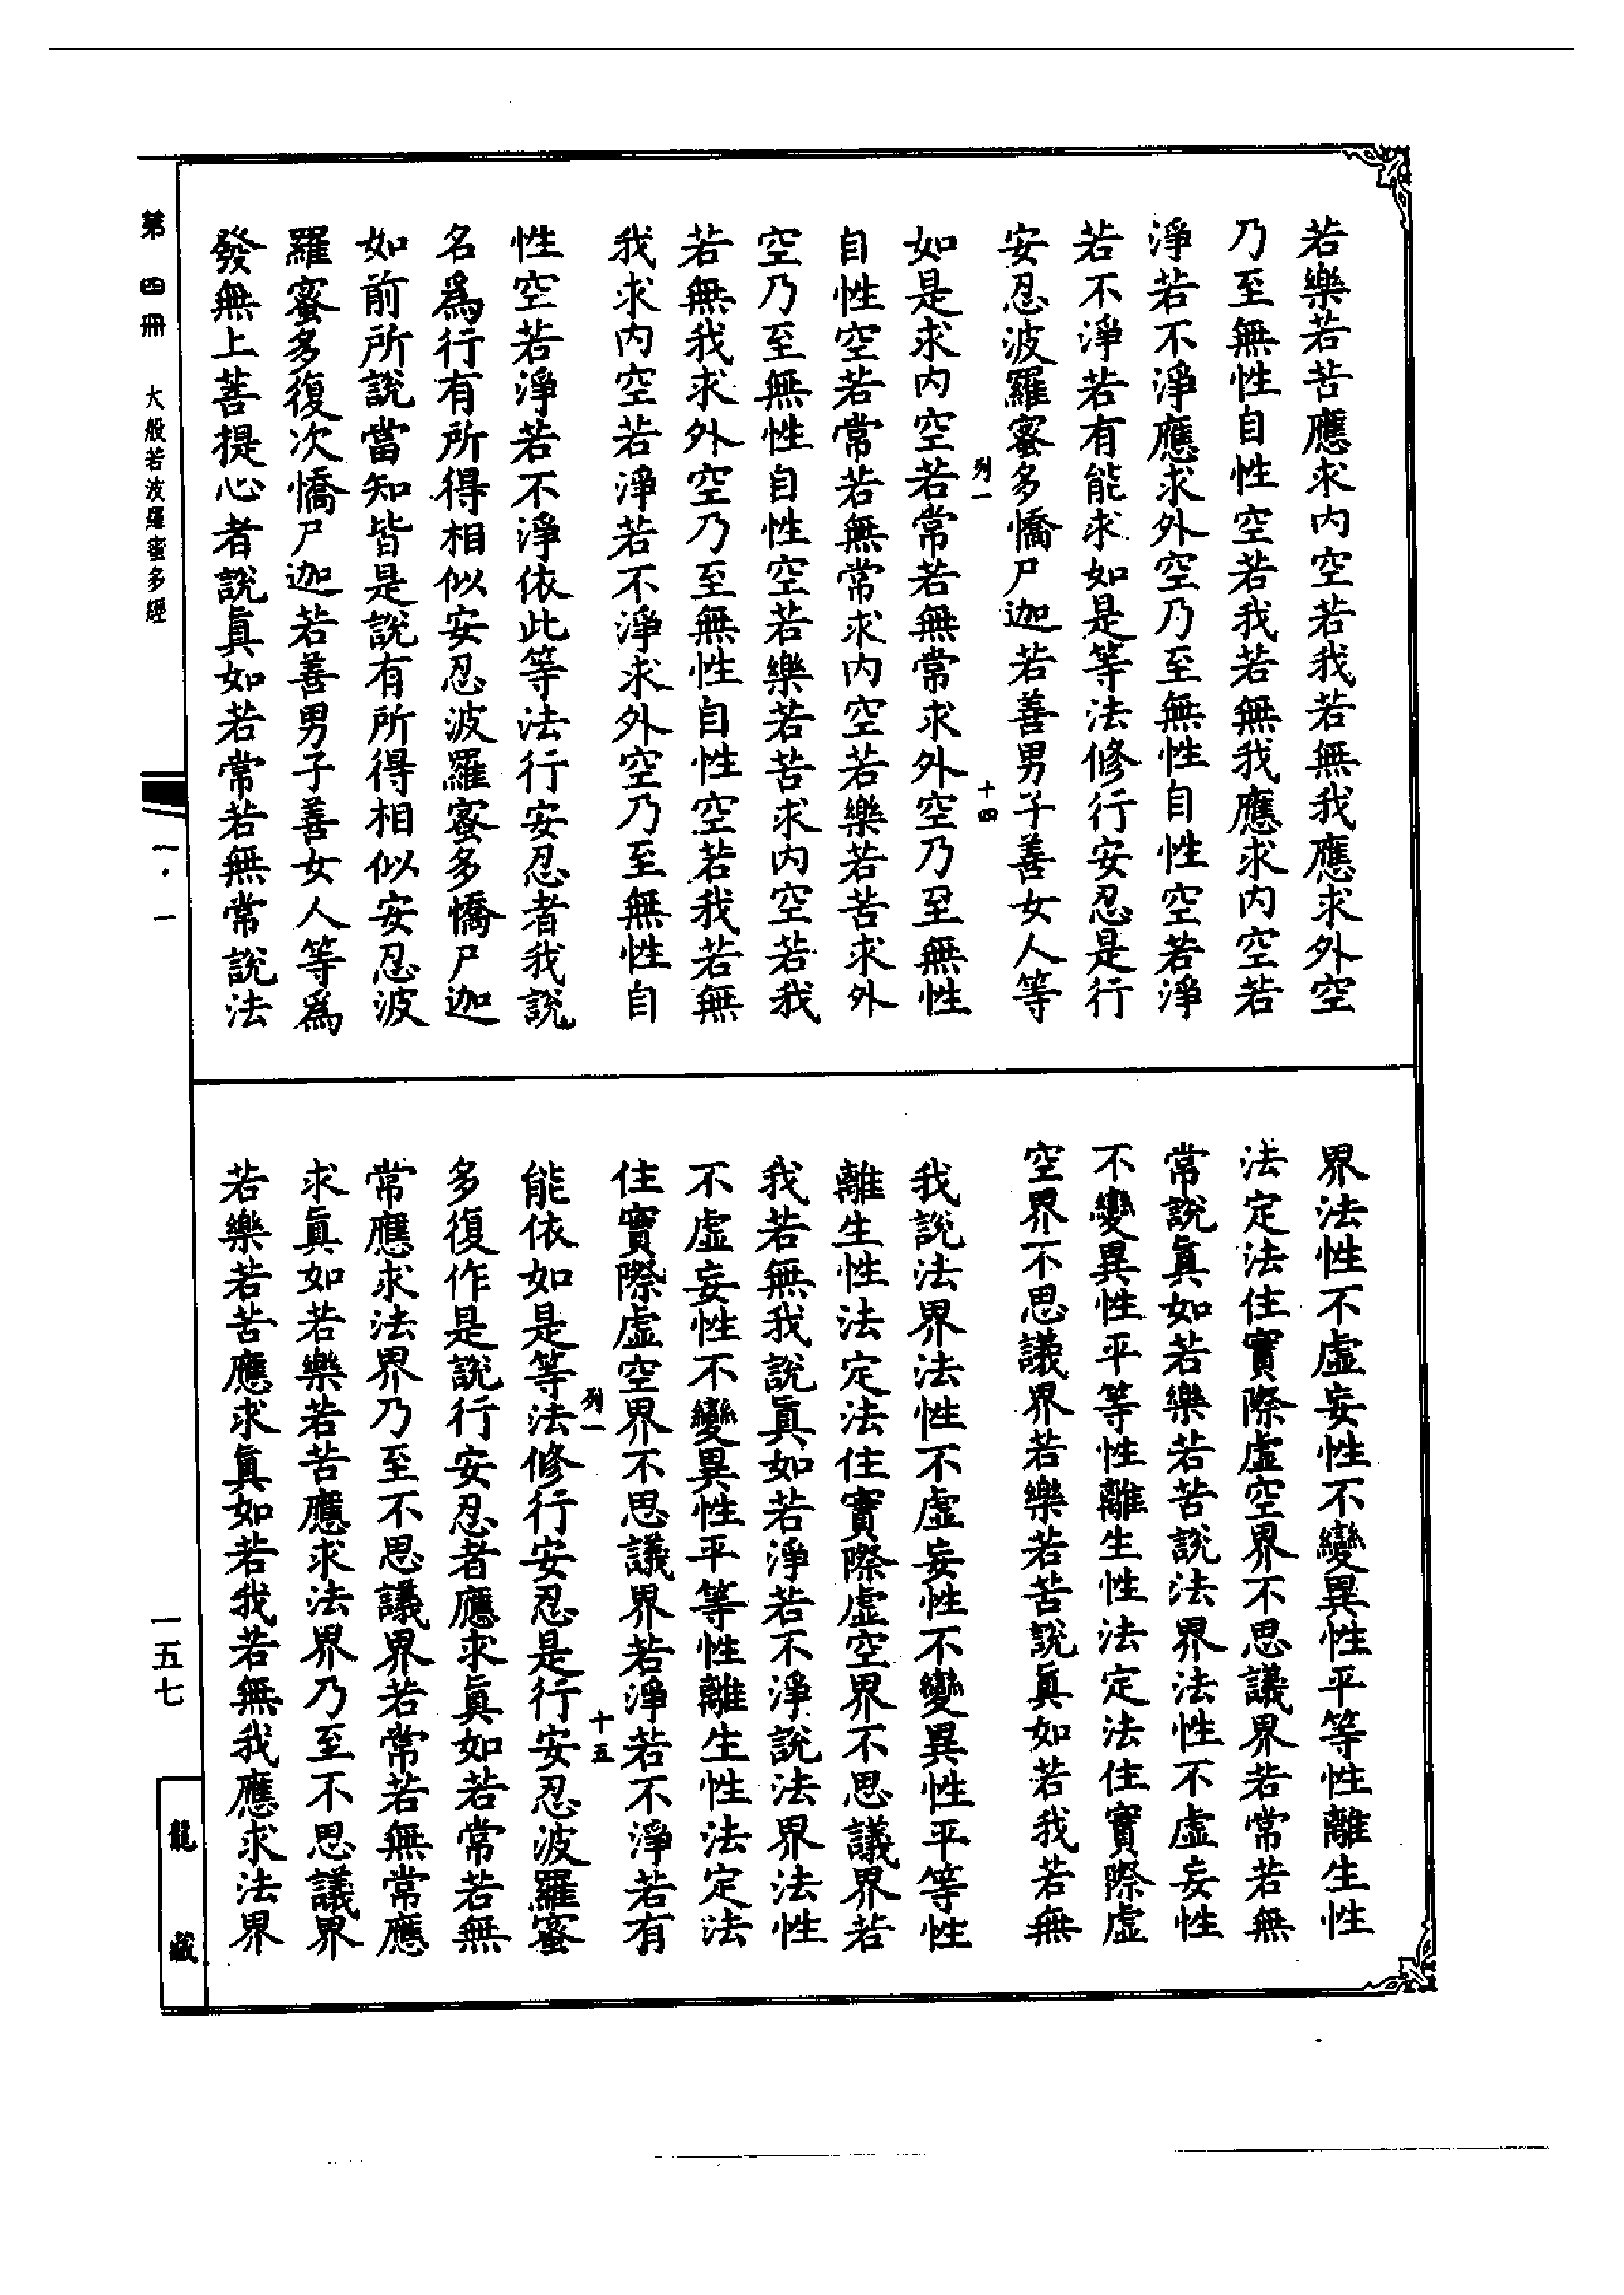 若樂若苦應求內空若我若無我應求外空
乃至無性自性空若我若無我應求內空若
淨若不淨應求外空乃至無性自性空若淨
若不淨若有能求如是等法修行安忍是行
安忍波羅蜜多憍尸迦若善男子善女人等
列一
十四
如是求內空若常若無常求外空乃至無性
自性空若常若無常求內空若樂若苦求外
空乃至無性自性空若樂若苦求內空若我
若無我求外空乃至無性自性空若我若無
我求內空若淨若不淨求外空乃至無性自
性空若淨若不淨依此等法行安忍者我說
名為行有所得相似安忍波羅蜜多憍尸迦
如前所說當知皆是說有所得相似安忍波
羅蜜多復次憍尸迦若善男子善女人等為
發無上菩提心者說真如若常若無常說法
界法性不虛妄性不變異性平等性離生性
法定法住實際虛空界不思議界若常若無
常說真如若樂若苦說法界法性不虛妄性
不變異性平等性離生性法定法住實際虛
空界不思議界若樂若苦說真如若我若無
我說法界法性不虛妄性不變異性平等性
離生性法定法住實際虛空界不思議界若
我若無我說真如若淨若不淨說法界法性
不虛妄性不變異性平等性離生性法定法
住實際虛空界不思議界若淨若不淨若有
列一
十五
能依如是等法修行安忍是行安忍波羅蜜
多復作是說行安忍者應求真如若常若無
常應求法界乃至不思議界若常若無常應
求真如若樂若苦應求法界乃至不思議界
若樂若苦應求真如若我若無我應求法界
第四冊
大般若波羅蜜多經
一·一
一五七
龍藏